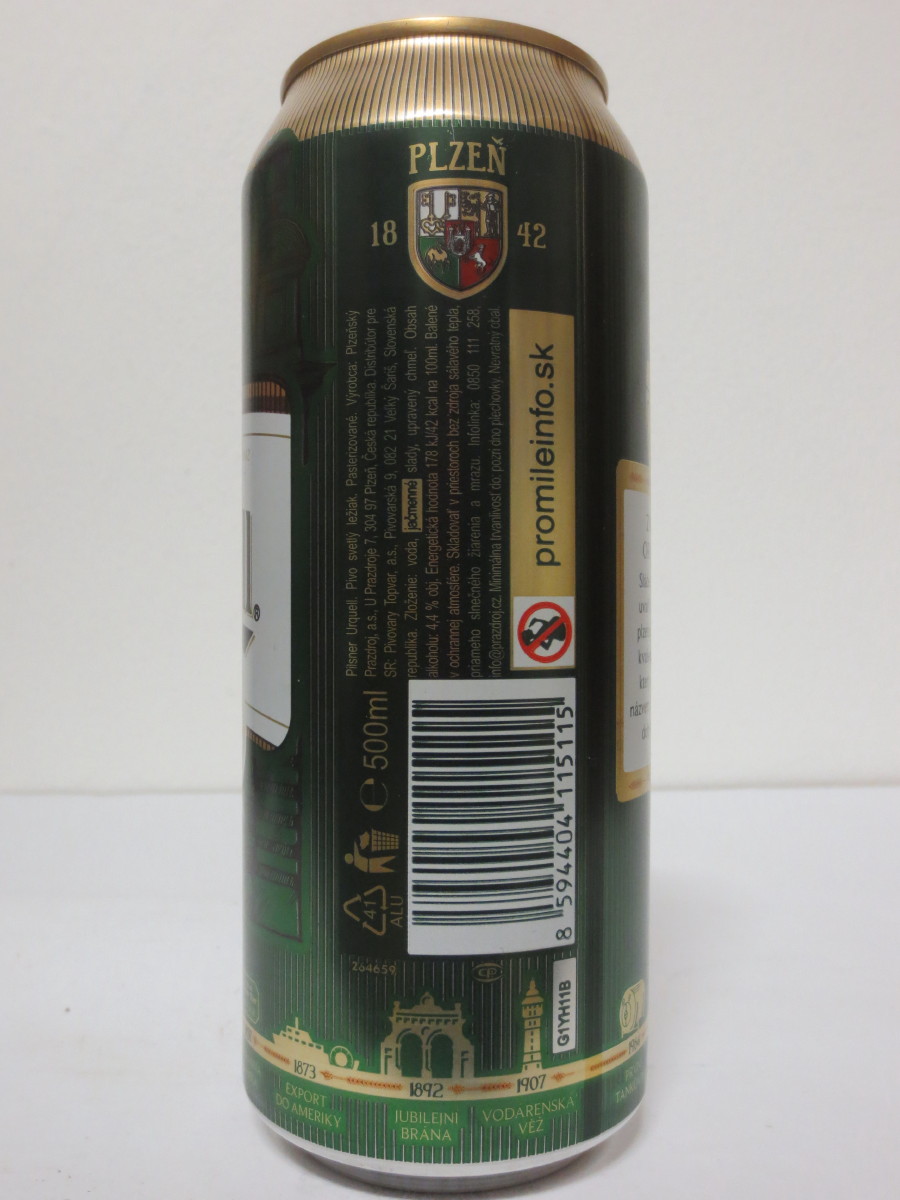 PLZEŇ
18 42
Pilsner Urquell. Pivo svetlý ležiak. Pasterizované. Výrobca: Plzeňský
Prazdroj, a.s., U Prazdroje 7, 304 97 Plzeň, Česká republika. Distribútor pre
SR: Pivovary Topvar, a.s., Pivovarská 9, 082 21 Veľký Šariš, Slovenská
republika. Zloženie: voda, jačmenné slady, upravený chmeľ. Obsah
alkoholu: 4,4 % obj. Energetická hodnota 178 kJ/42 kcal na 100ml. Balené
v ochrannej atmosfére. Skladovať v priestoroch bez zdroja sálavého tepla,
priameho slnečného žiarenia a mrazu. Infolinka: 0850 111 258,
info@prazdroj.cz. Minimálna trvanlivosť do: pozri dno plechovky. Nevratný obal.
promileinfo.sk
e 500ml
41
ALU
8 594404 115115
264659
G1YH11B
1873
EXPORT
DO AMERIKY
1892
JUBILEJNÍ
BRÁNA
1907
VODÁRENSKÁ
VĚŽ
®